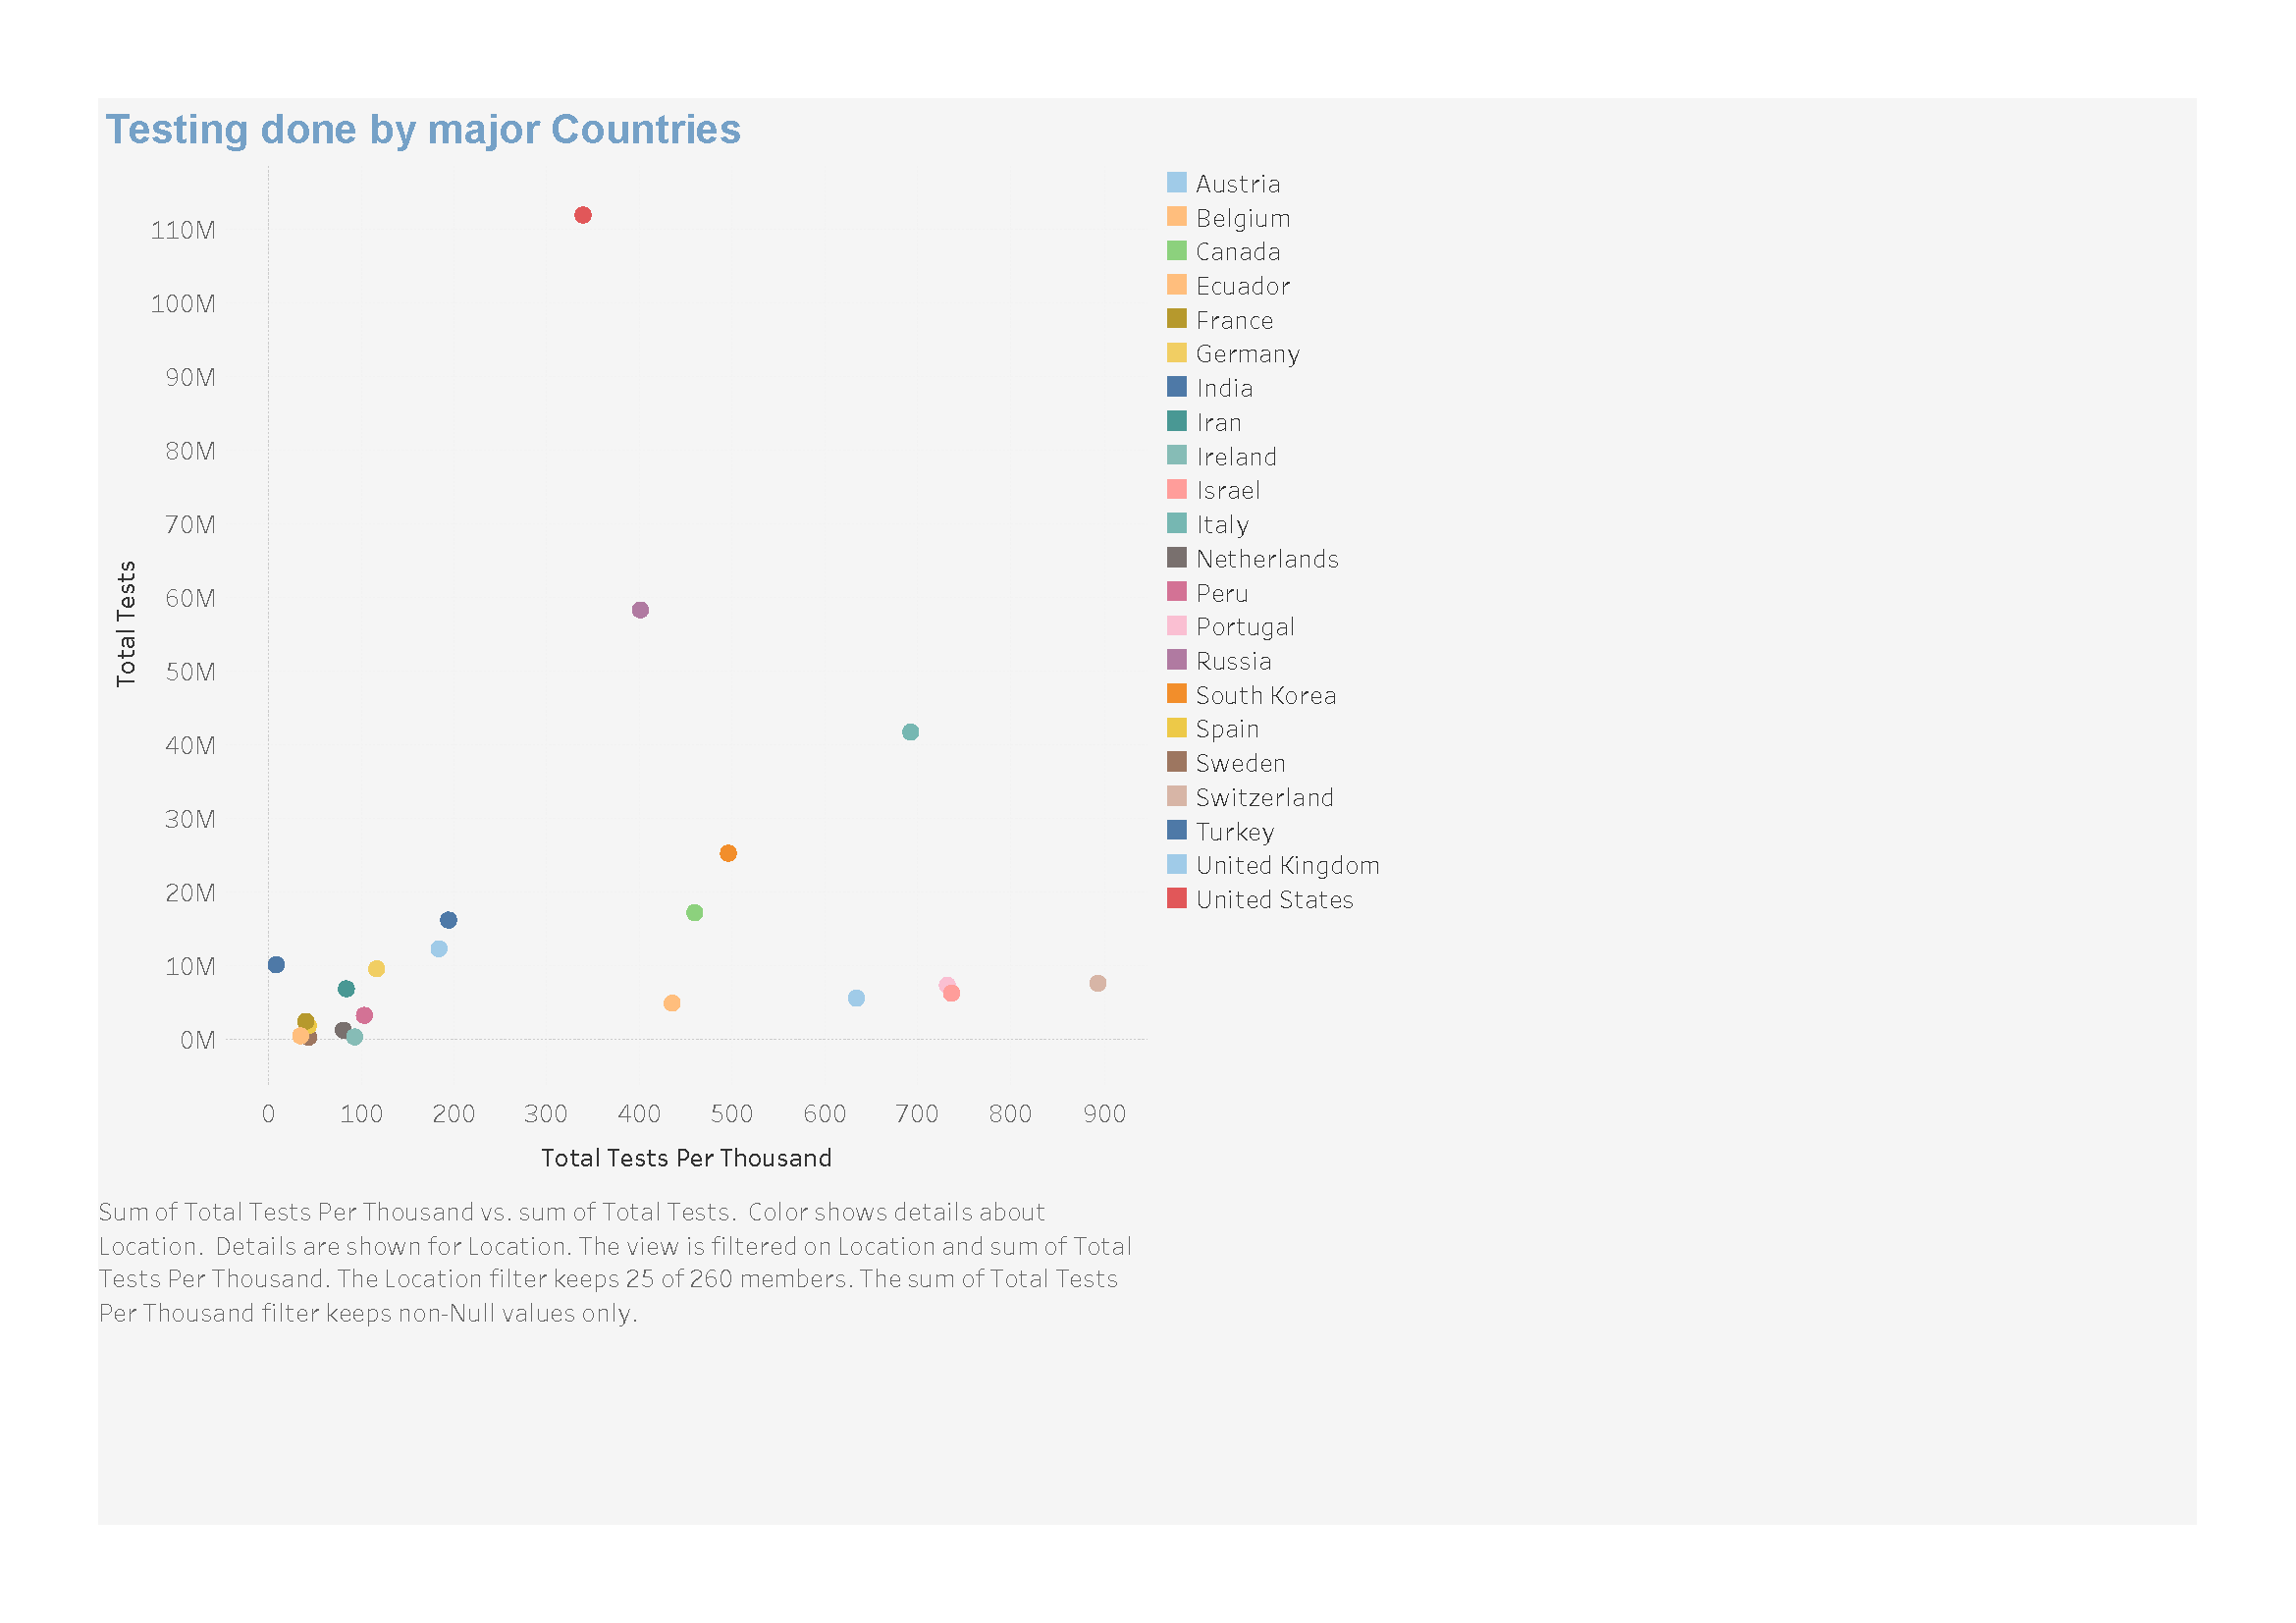 Testing done by major Countries
110M
100M
90M
80M
70M
60M
50M
40M
30M
20M
10M
0M
Total Tests
0 100 200 300 400 500 600 700 800 900
Total Tests Per Thousand
Austria
Belgium
Canada
Ecuador
France
Germany
India
Iran
Ireland
Israel
Italy
Netherlands
Peru
Portugal
Russia
South Korea
Spain
Sweden
Switzerland
Turkey
United Kingdom
United States
Sum of Total Tests Per Thousand vs. sum of Total Tests. Color shows details about
Location. Details are shown for Location. The view is filtered on Location and sum of Total
Tests Per Thousand. The Location filter keeps 25 of 260 members. The sum of Total Tests
Per Thousand filter keeps non-Null values only.